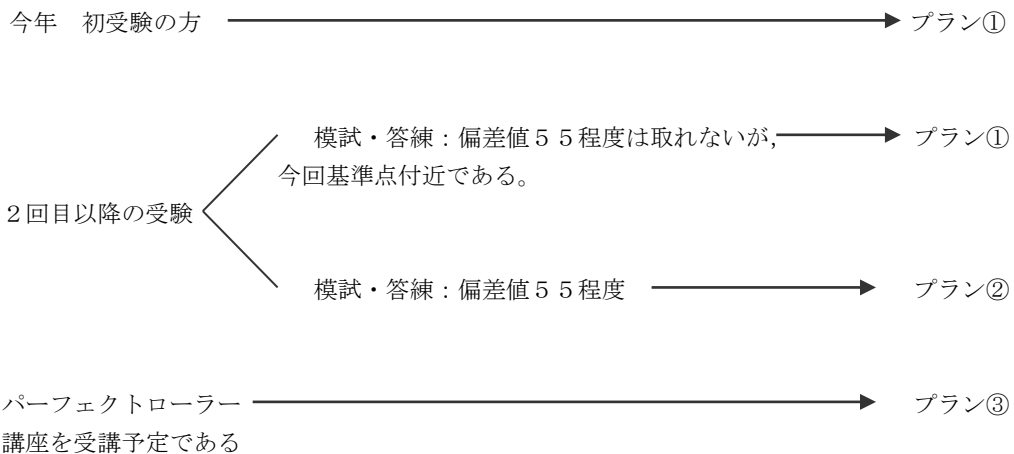 今年　初受験の方 プラン①
模試・答練：偏差値５５程度は取れないが, プラン①
今回基準点付近である。
２回目以降の受験
模試・答練：偏差値５５程度 プラン②
パーフェクトローラー プラン③
講座を受講予定である